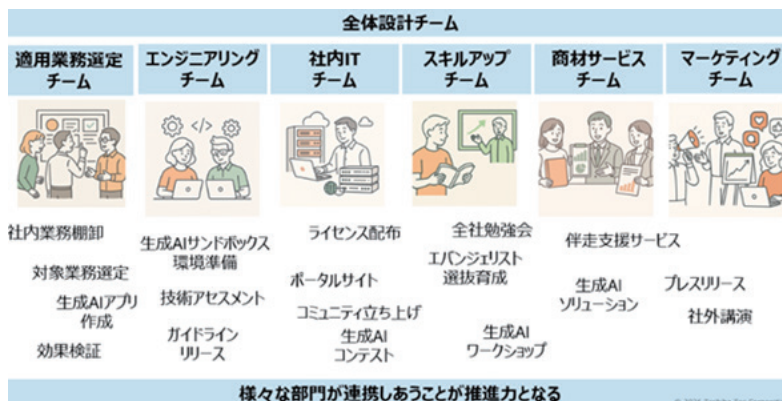 全体設計チーム
適用業務選定
チーム
エンジニアリング
チーム
社内IT
チーム
スキルアップ
チーム
商材サービス
チーム
マーケティング
チーム
社内業務棚卸
対象業務選定
生成AIアプリ
作成
効果検証
生成AIサンドボックス
環境準備
技術アセスメント
ガイドライン
リリース
ライセンス配布
ポータルサイト
コミュニティ立ち上げ
生成AI
コンテスト
全社勉強会
エバンジェリスト
選抜育成
生成AI
ワークショップ
伴走支援サービス
生成AI
ソリューション
プレスリリース
社外講演
様々な部門が連携しあうことが推進力となる